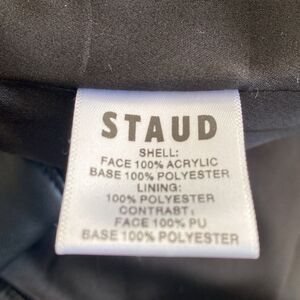 STAUD
SHELL:
FACE 100% ACRYLIC
BASE 100% POLYESTER
LINING:
100% POLYESTER
CONTRAST:
FACE 100% PU
BASE 100% POLYESTER